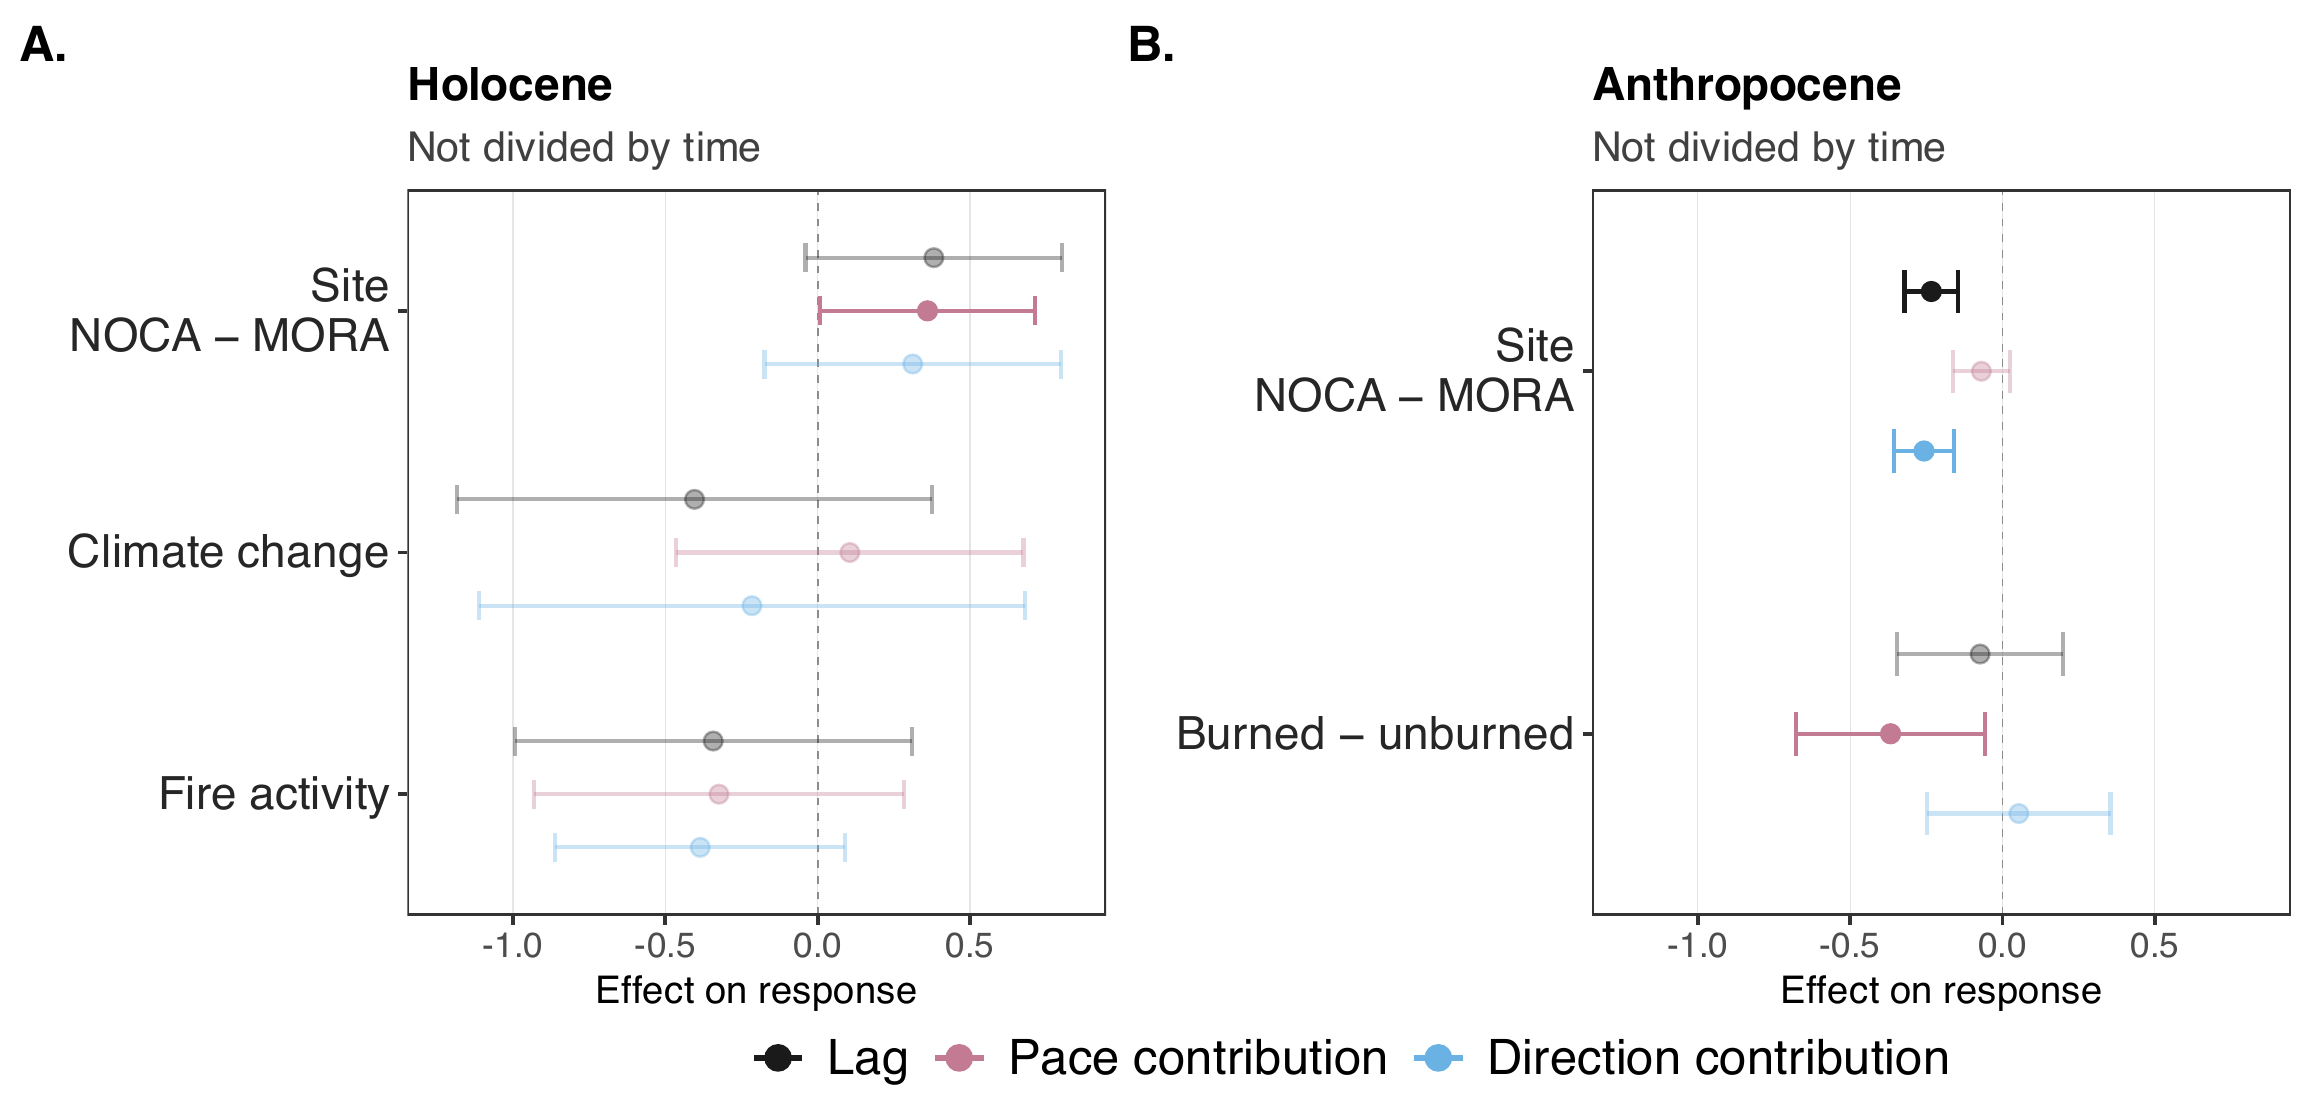 A.
Holocene
Not divided by time
Site
NOCA – MORA
Climate change
Fire activity
-1.0 -0.5 0.0 0.5
Effect on response
B.
Anthropocene
Not divided by time
Site
NOCA – MORA
Burned – unburned
-1.0 -0.5 0.0 0.5
Effect on response
Lag Pace contribution Direction contribution